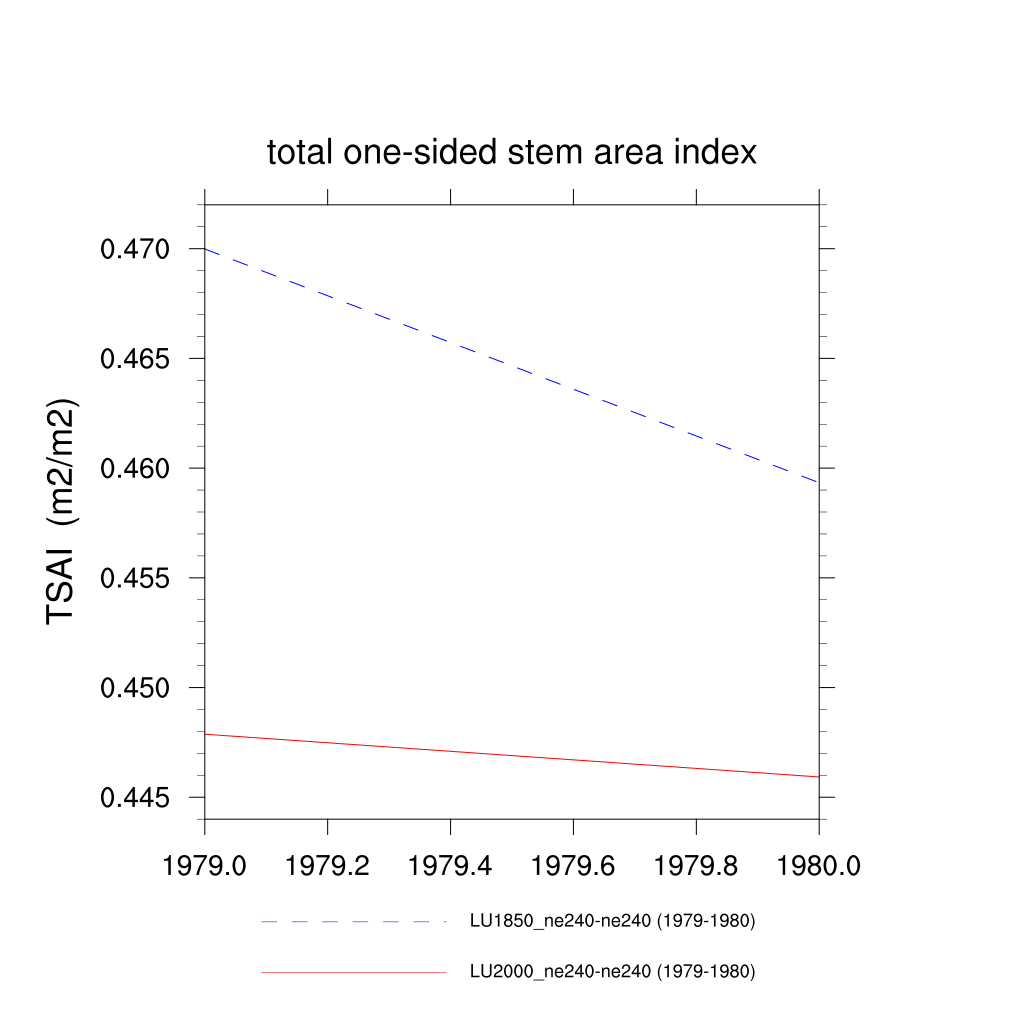 total one-sided stem area index
0.470
0.465
0.460
0.455
0.450
0.445
TSAI (m2/m2)
1979.0 1979.2 1979.4 1979.6 1979.8 1980.0
LU1850_ne240-ne240 (1979-1980)
LU2000_ne240-ne240 (1979-1980)